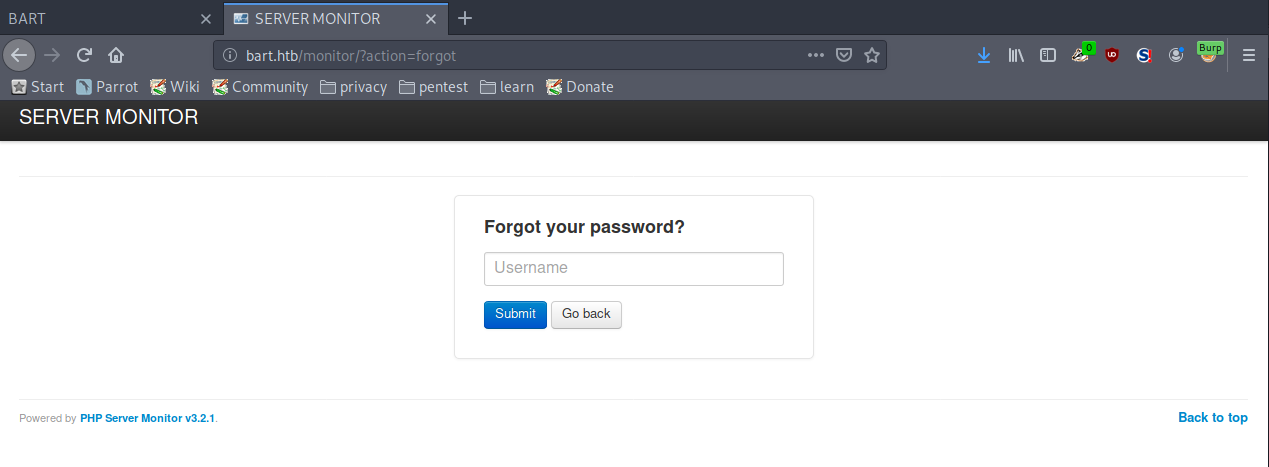 BART SERVER MONITOR
bart.htb/monitor/?action=forgot 0 UD S Burp
Start Parrot Wiki Community privacy pentest learn Donate
SERVER MONITOR
Forgot your password?
Username
Submit Go back
Powered by PHP Server Monitor v3.2.1. Back to top